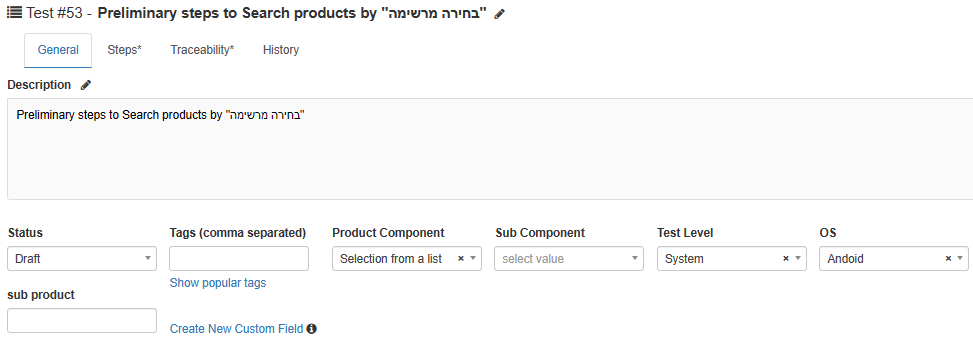 Test #53 - Preliminary steps to Search products by "בחירה מרשימה"
General Steps* Traceability* History
Description
Preliminary steps to Search products by "בחירה מרשימה"
Status Tags (comma separated) Product Component Sub Component Test Level OS
Draft Selection from a list × select value System × Andoid ×
Show popular tags
sub product
Create New Custom Field